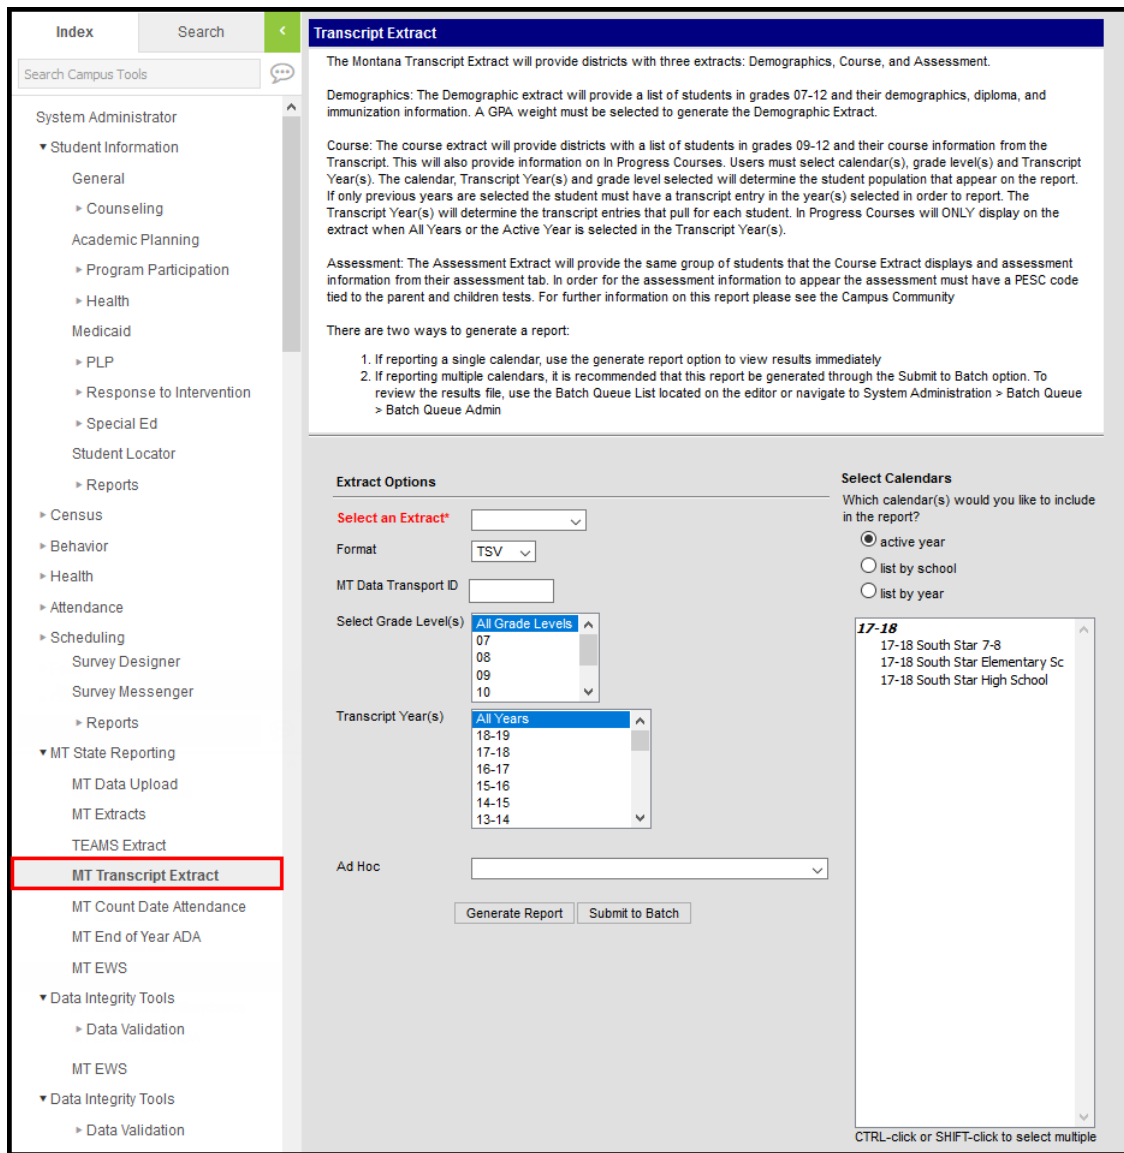 Index
Search
<
Search Campus Tools
System Administrator
Student Information
General
Counseling
Academic Planning
Program Participation
Health
Medicaid
PLP
Response to Intervention
Special Ed
Student Locator
Reports
Census
Behavior
Health
Attendance
Scheduling
Survey Designer
Survey Messenger
Reports
MT State Reporting
MT Data Upload
MT Extracts
TEAMS Extract
MT Transcript Extract
MT Count Date Attendance
MT End of Year ADA
MT EWS
Data Integrity Tools
Data Validation
MT EWS
Data Integrity Tools
Data Validation
Transcript Extract
The Montana Transcript Extract will provide districts with three extracts: Demographics, Course, and Assessment.
Demographics: The Demographic extract will provide a list of students in grades 07-12 and their demographics, diploma, and
immunization information. A GPA weight must be selected to generate the Demographic Extract.
Course: The course extract will provide districts with a list of students in grades 09-12 and their course information from the
Transcript. This will also provide information on In Progress Courses. Users must select calendar(s), grade level(s) and Transcript
Year(s). The calendar, Transcript Year(s) and grade level selected will determine the student population that appear on the report.
If only previous years are selected the student must have a transcript entry in the year(s) selected in order to report. The
Transcript Year(s) will determine the transcript entries that pull for each student. In Progress Courses will ONLY display on the
extract when All Years or the Active Year is selected in the Transcript Year(s).
Assessment: The Assessment Extract will provide the same group of students that the Course Extract displays and assessment
information from their assessment tab. In order for the assessment information to appear the assessment must have a PESC code
tied to the parent and children tests. For further information on this report please see the Campus Community
There are two ways to generate a report:
1. If reporting a single calendar, use the generate report option to view results immediately
2. If reporting multiple calendars, it is recommended that this report be generated through the Submit to Batch option. To
review the results file, use the Batch Queue List located on the editor or navigate to System Administration > Batch Queue
> Batch Queue Admin
Extract Options
Select an Extract*
Format
TSV
MT Data Transport ID
Select Grade Level(s)
All Grade Levels
07
08
09
10
Transcript Year(s)
All Years
18-19
17-18
16-17
15-16
14-15
13-14
Ad Hoc
Generate Report
Submit to Batch
Select Calendars
Which calendar(s) would you like to include
in the report?
active year
list by school
list by year
17-18
17-18 South Star 7-8
17-18 South Star Elementary Sc
17-18 South Star High School
CTRL-click or SHIFT-click to select multiple